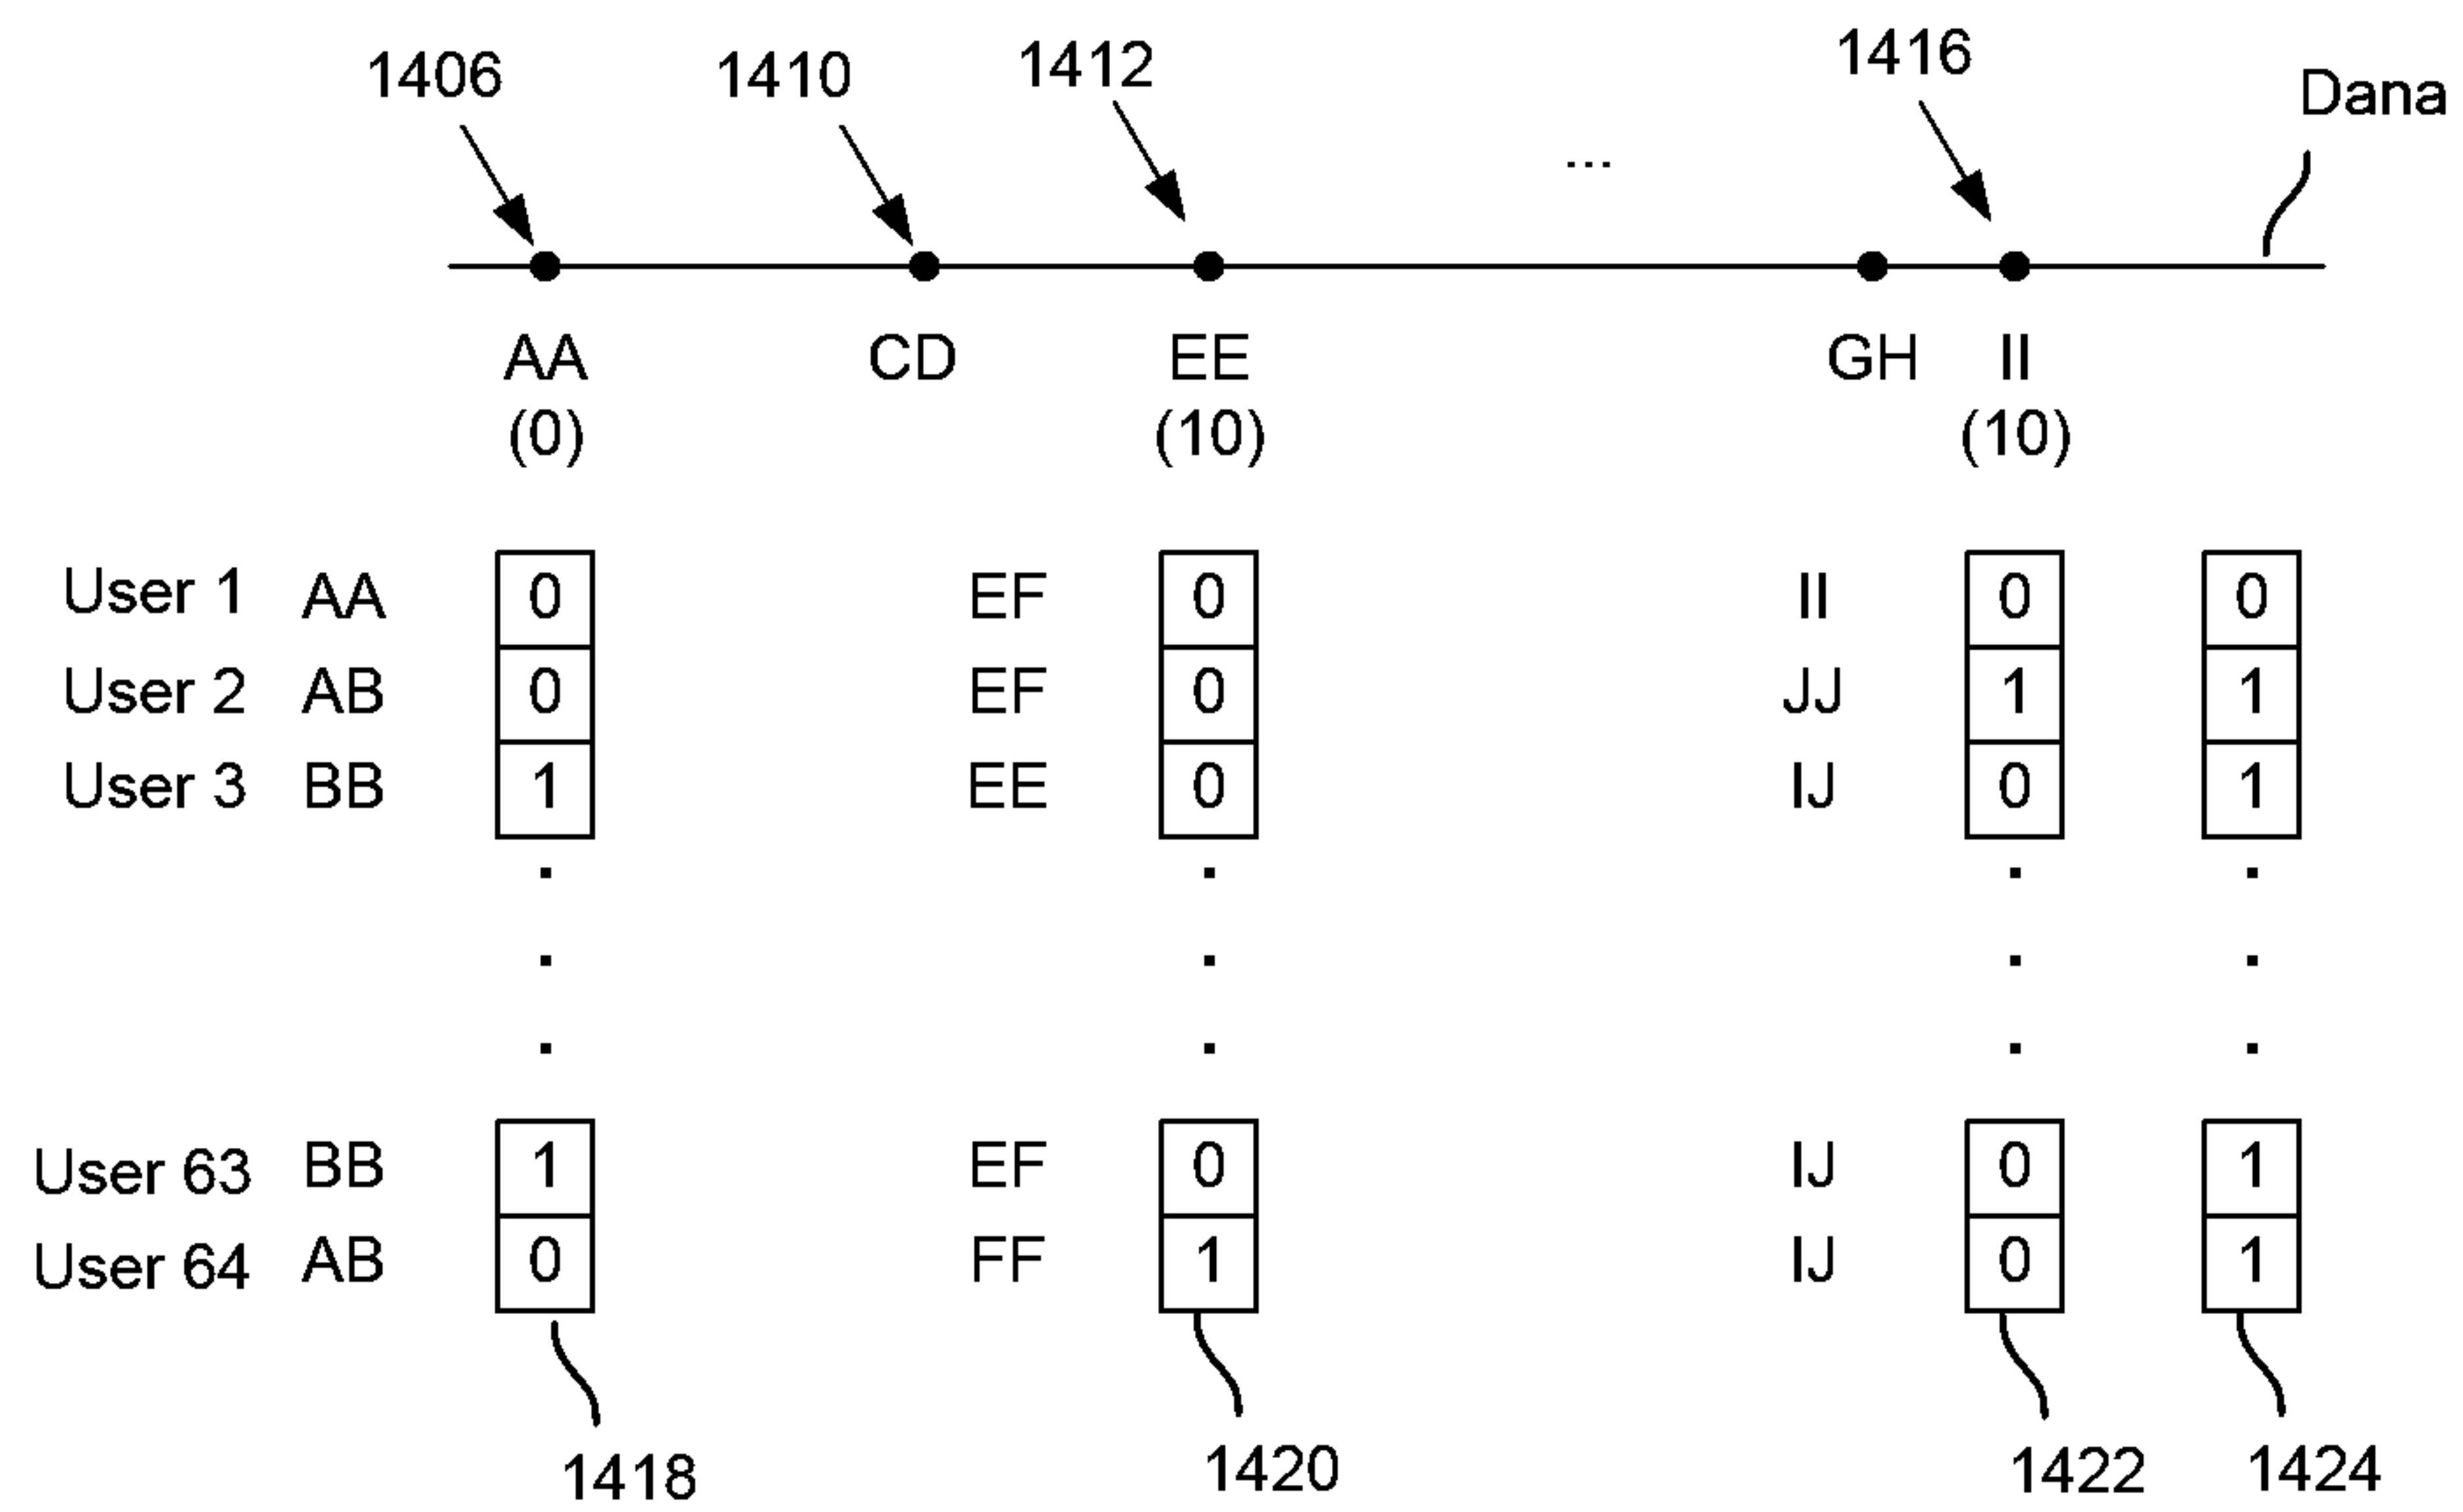 1406 1410 1412 1416 Dana
...
AA CD EE GH II
(0) (10) (10)
User 1 AA 0 EF 0 II 0 0
User 2 AB 0 EF 0 JJ 1 1
User 3 BB 1 EE 0 IJ 0 1
. . . .
. . . .
. . . .
User 63 BB 1 EF 0 IJ 0 1
User 64 AB 0 FF 1 IJ 0 1
1418 1420 1422 1424